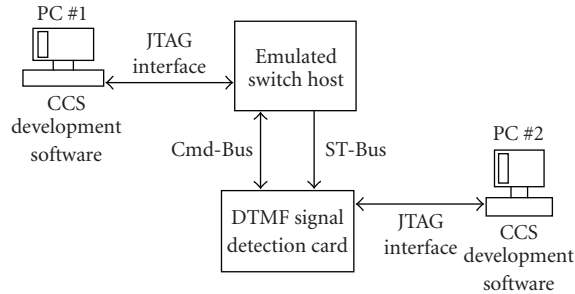 PC #1
JTAG
interface
Emulated
switch host
CCS
development
software
Cmd-Bus
ST-Bus
PC #2
DTMF signal
detection card
JTAG
interface
CCS
development
software